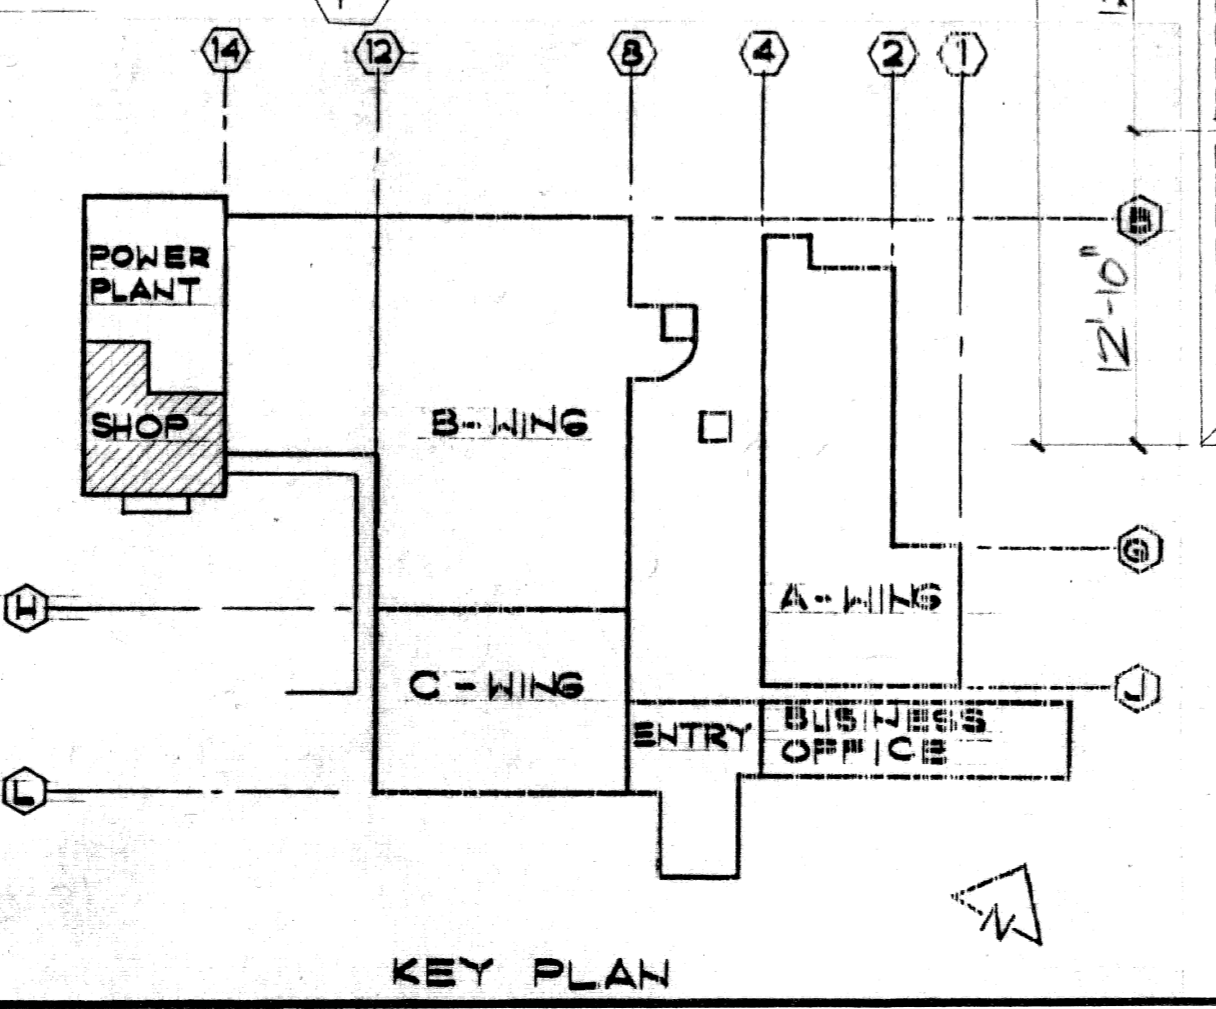 14 12 8 4 2 1
B
POWER
PLANT
12'-10"
SHOP
B-WING
G
A-WING
H
C-WING
J
BUSINESS
ENTRY
OFFICE
L
N
KEY PLAN